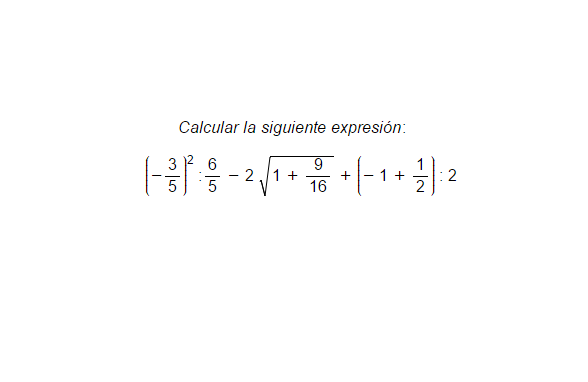 Calcular la siguiente expresión:
(−3/5)² : 6/5 − 2√(1 + 9/16) + (− 1 + 1/2) : 2